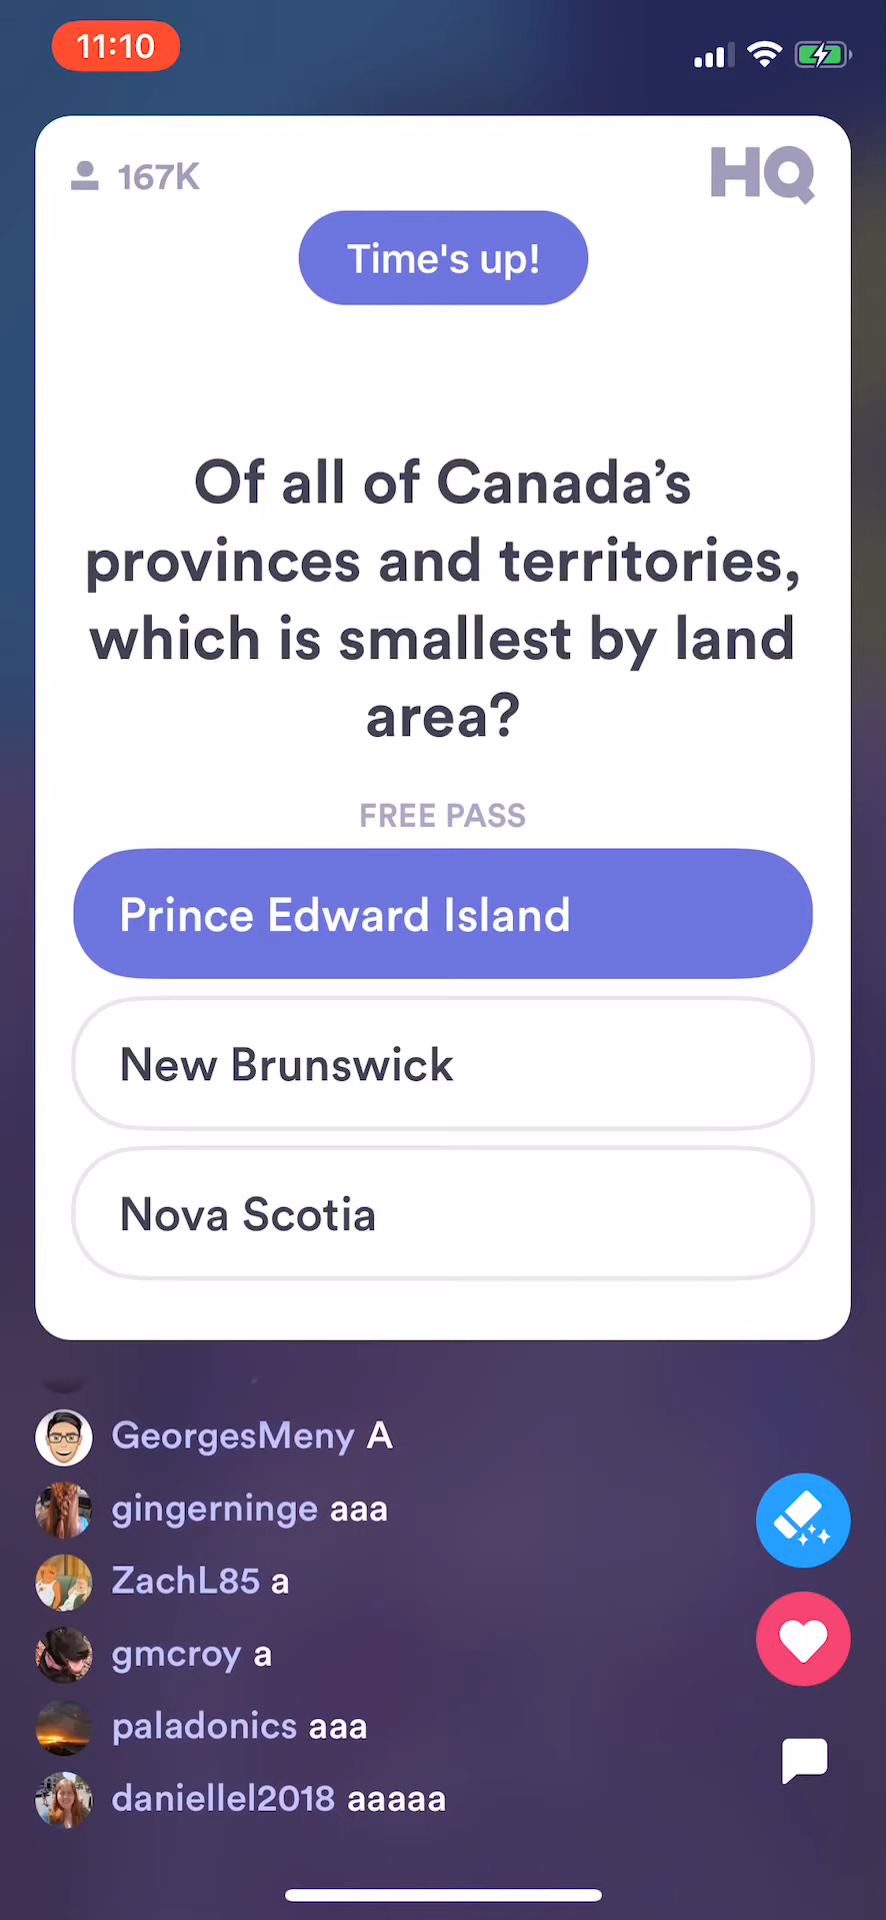 11:10
167K
HQ
Time's up!
Of all of Canada’s
provinces and territories,
which is smallest by land
area?
FREE PASS
Prince Edward Island
New Brunswick
Nova Scotia
GeorgesMeny A
gingerninge aaa
ZachL85 a
gmcroy a
paladonics aaa
daniellel2018 aaaaa